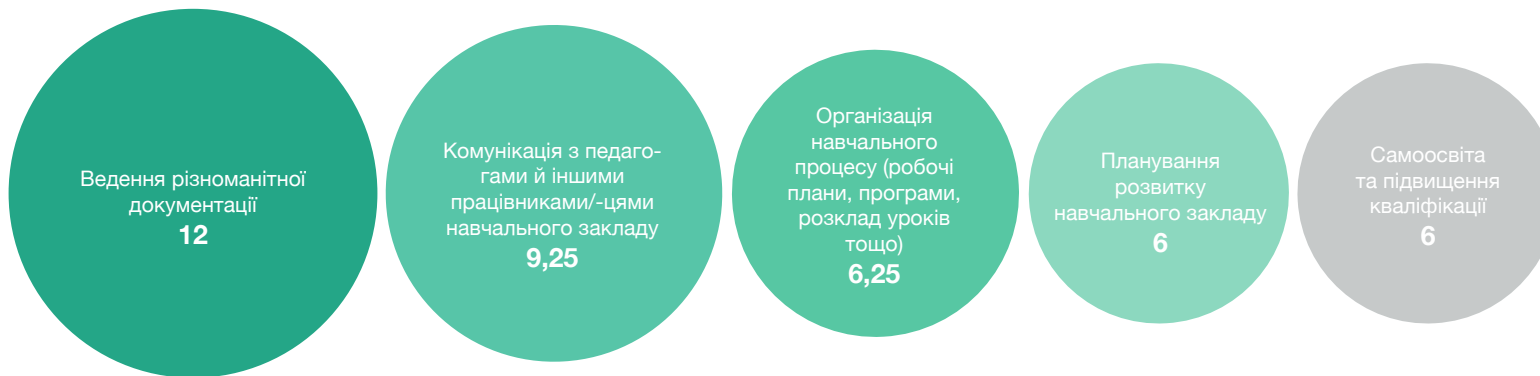 Ведення різноманітної
документації
12
Комунікація з педаго-
гами й іншими
працівниками/-цями
навчального закладу
9,25
Організація
навчального
процесу (робочі
плани, програми,
розклад уроків
тощо)
6,25
Планування
розвитку
навчального закладу
6
Самоосвіта
та підвищення
кваліфікації
6